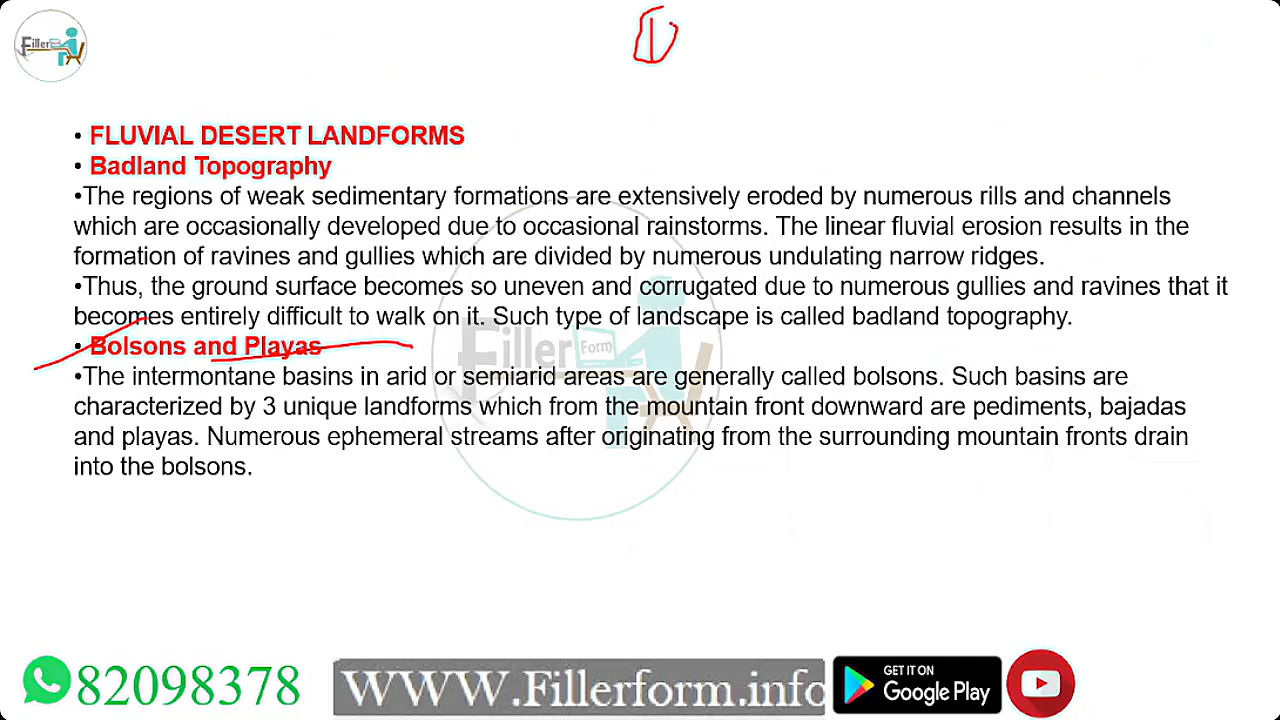 Filler
• FLUVIAL DESERT LANDFORMS
• Badland Topography
•The regions of weak sedimentary formations are extensively eroded by numerous rills and channels
which are occasionally developed due to occasional rainstorms. The linear fluvial erosion results in the
formation of ravines and gullies which are divided by numerous undulating narrow ridges.
•Thus, the ground surface becomes so uneven and corrugated due to numerous gullies and ravines that it
becomes entirely difficult to walk on it. Such type of landscape is called badland topography.
• Bolsons and Playas
Filler Form
•The intermontane basins in arid or semiarid areas are generally called bolsons. Such basins are
characterized by 3 unique landforms which from the mountain front downward are pediments, bajadas
and playas. Numerous ephemeral streams after originating from the surrounding mountain fronts drain
into the bolsons.
82098378 WWW.Fillerform.info GET IT ON Google Play